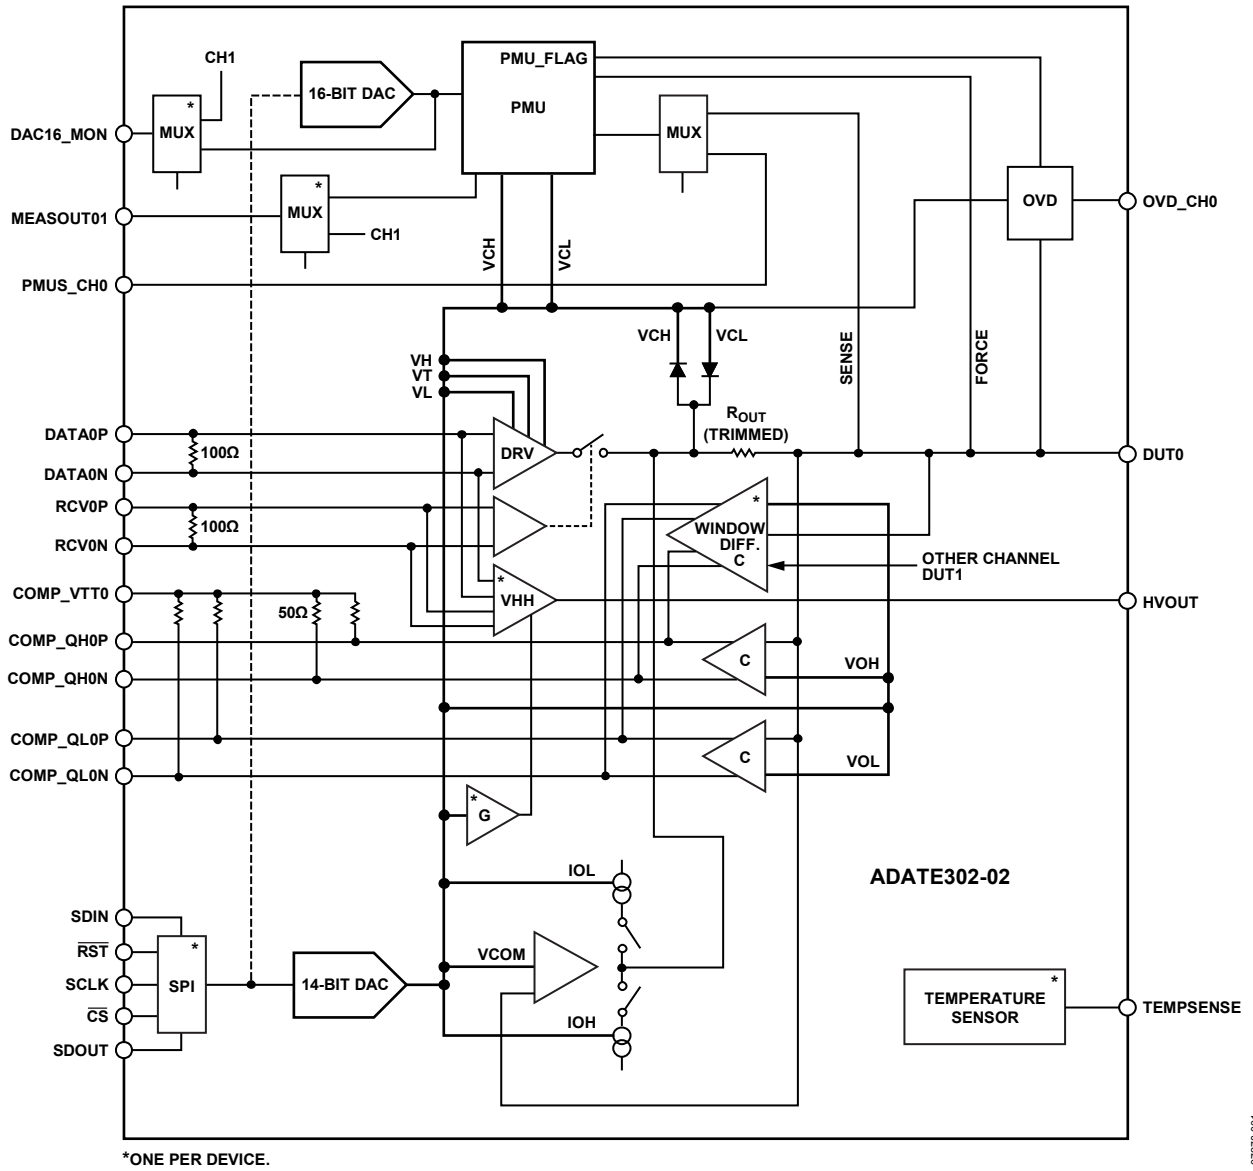 CH1
PMU_FLAG
16-BIT DAC
PMU
*
MUX
MUX
DAC16_MON
*
MUX
CH1
MEASOUT01
OVD
OVD_CH0
VCH
VCL
PMUS_CH0
VCH
VCL
SENSE
FORCE
VH
VT
VL
ROUT
(TRIMMED)
DATA0P
100Ω
DRV
DUT0
DATA0N
RCV0P
100Ω
RCV0N
*
WINDOW
DIFF.
C
OTHER CHANNEL
DUT1
COMP_VTT0
50Ω
*
VHH
HVOUT
COMP_QH0P
C
VOH
COMP_QH0N
COMP_QL0P
C
VOL
COMP_QL0N
*
G
IOL
ADATE302-02
SDIN
RST
SCLK
CS
SDOUT
*
SPI
14-BIT DAC
VCOM
IOH
*
TEMPERATURE
SENSOR
TEMPSENSE
*ONE PER DEVICE.